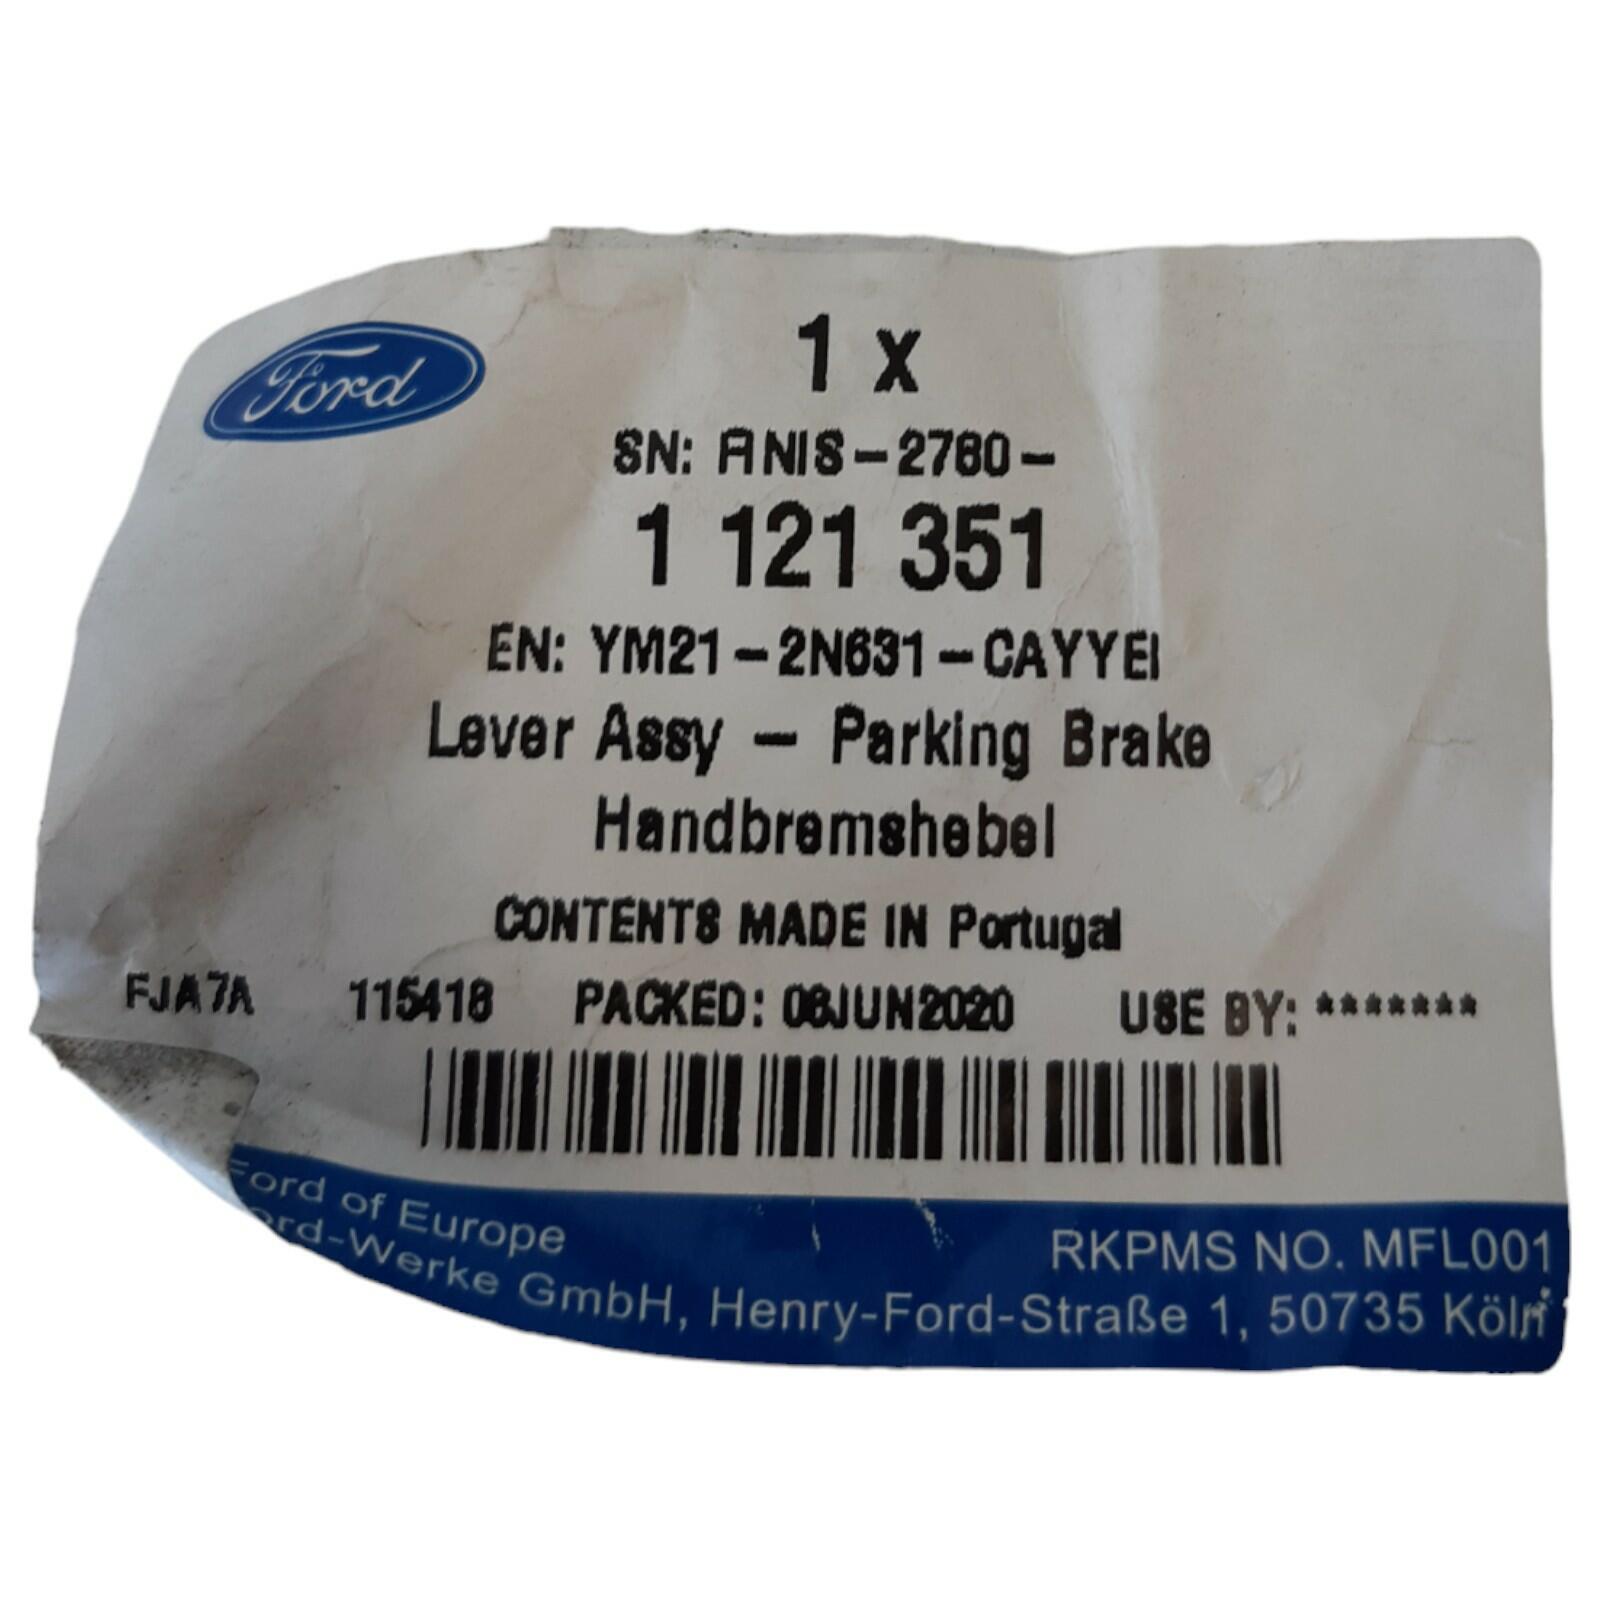 Ford
1 x
SN: ANIS-2780-
1 121 351
EN: YM21-2N631-CAYYEI
Lever Assy - Parking Brake
Handbremshebel
CONTENTS MADE IN Portugal
FJA7A 115418 PACKED: 08JUN2020 USE BY: *******
Ford of Europe
RKPMS NO. MFL001
Ford-Werke GmbH, Henry-Ford-Straße 1, 50735 Köln